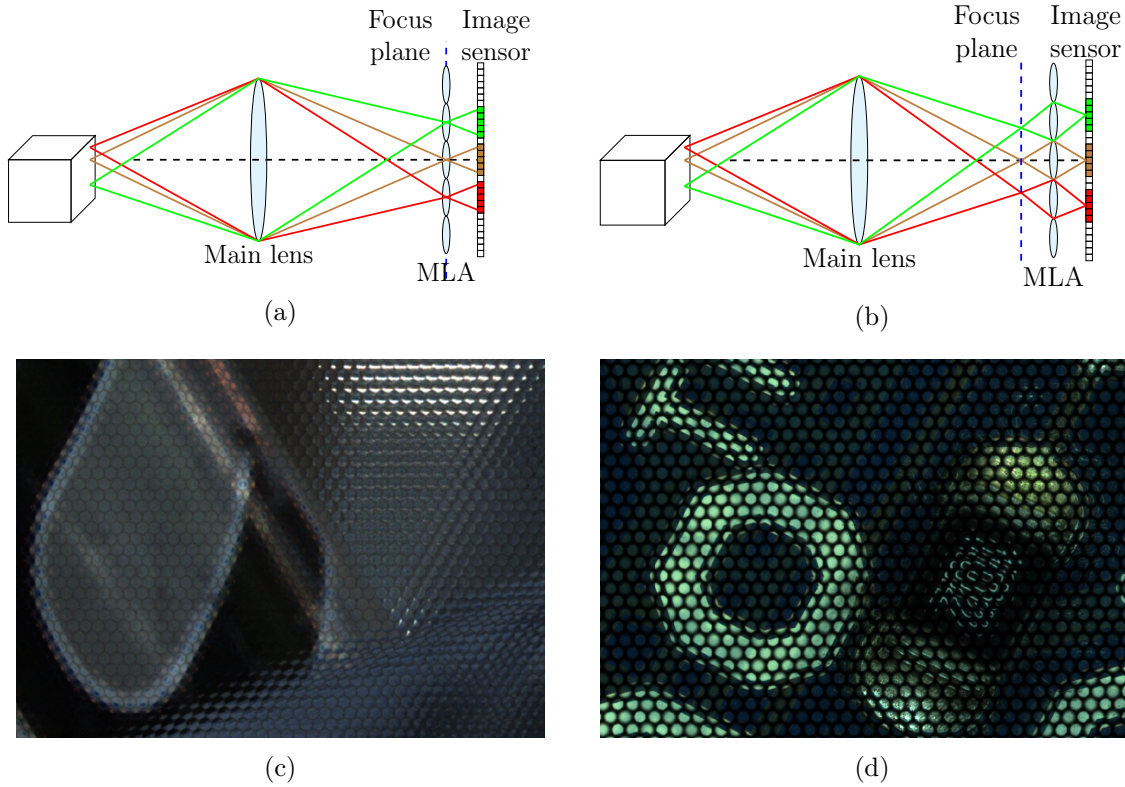 Focus
plane
Image
sensor
Main lens
MLA
(a)
Focus
plane
Image
sensor
Main lens
MLA
(b)
(c)
(d)